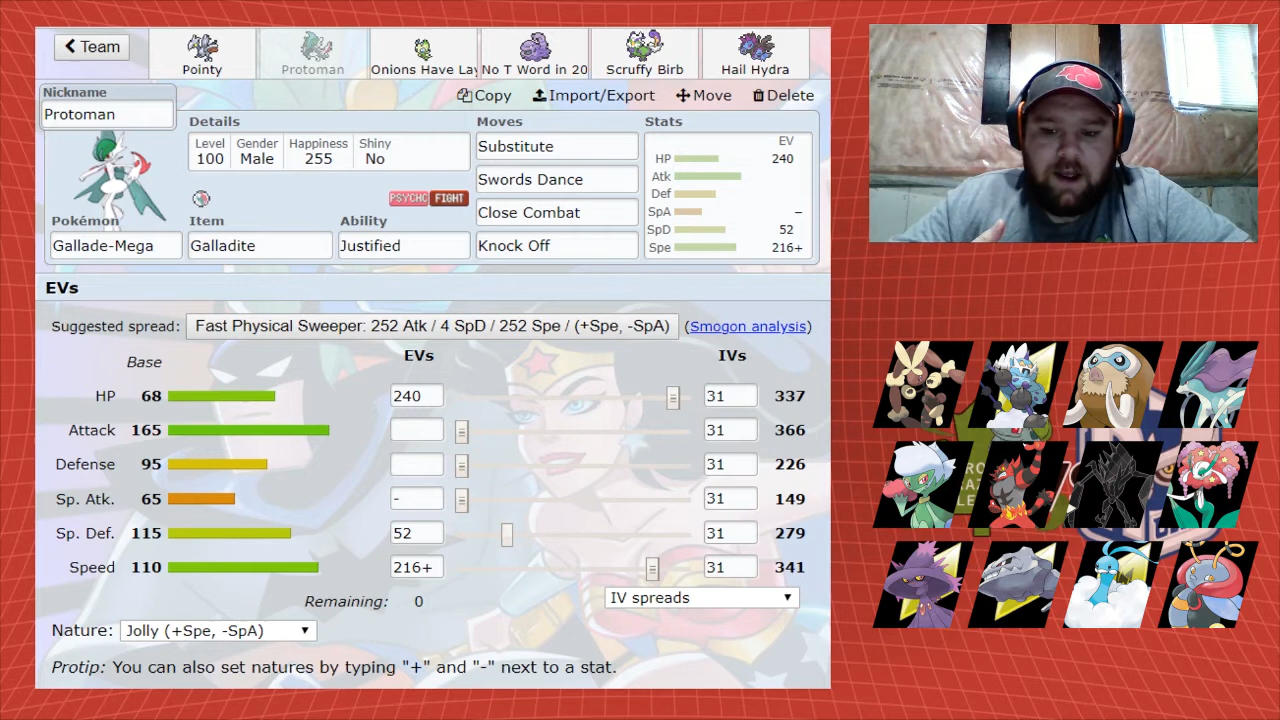 Team
Pointy
Protoman
Onions Have Lay
No T Word in 20
Scruffy Birb
Hail Hydra
Copy
Import/Export
Move
Delete
Nickname
Protoman
Details
Level Gender Happiness Shiny
100 Male 255 No
PSYCHC FIGHT
Pokémon Item Ability
Gallade-Mega Galladite Justified
Moves
Substitute
Swords Dance
Close Combat
Knock Off
Stats
EV
HP 240
Atk
Def
SpA –
SpD 52
Spe 216+
EVs
Suggested spread: Fast Physical Sweeper: 252 Atk / 4 SpD / 252 Spe / (+Spe, -SpA) (Smogon analysis)
Base EVs IVs
HP 68 240 31 337
Attack 165 31 366
Defense 95 31 226
Sp. Atk. 65 - 31 149
Sp. Def. 115 52 31 279
Speed 110 216+ 31 341
Remaining: 0
IV spreads
Nature: Jolly (+Spe, -SpA)
Protip: You can also set natures by typing "+" and "-" next to a stat.